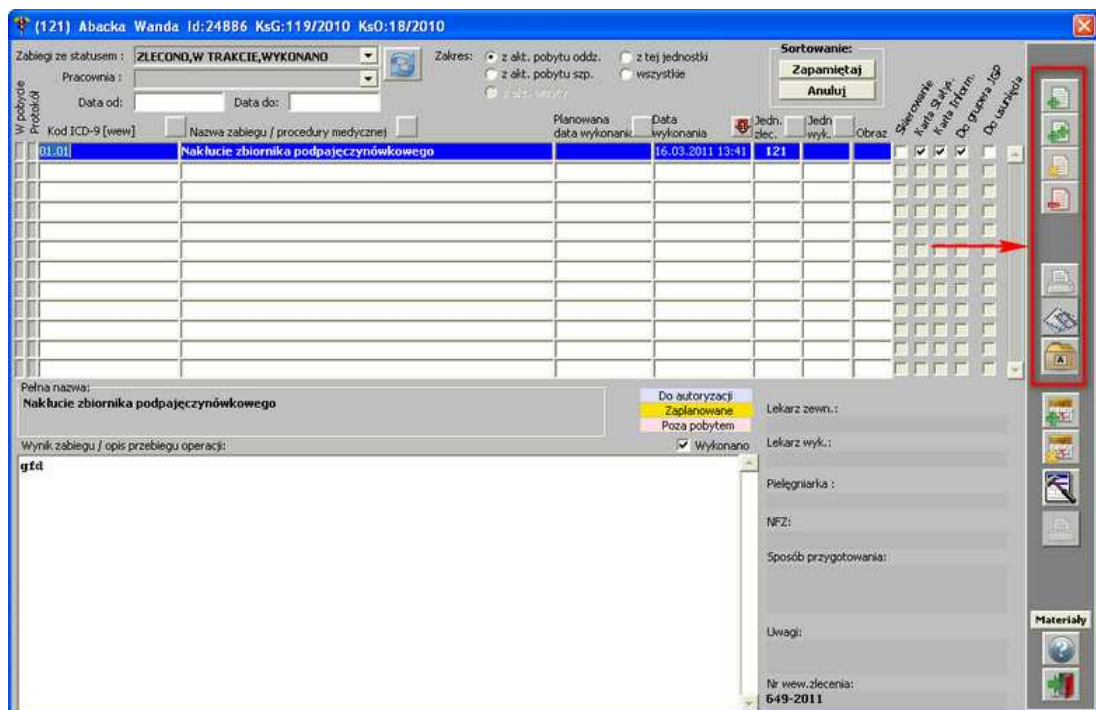 (121) Abacka Wanda Id:24886 KsG:119/2010 KsO:18/2010
Zabiegi ze statusem : ZLECONO,W TRAKCIE,WYKONANO
Zakres: z akt. pobytu oddz. z tej jednostki
Sortowanie:
Pracownia :
z akt. pobytu szp. wszystkie
Zapamiętaj
z akt. wizyty
Anuluj
Data od: Data do:
W pobycie
Protokół
Kod ICD-9 [wew] Nazwa zabiegu / procedury medycznej
Planowana
data wykonanic
Data
wykonania
Jedn.
zlec.
Jedn
wyk.
Obraz
Skierowanie
Karta Statys.
Karta Inform.
Do grupera JGP
Do usunięcia
01.01 Nakłucie zbiornika podpajęczynówkowego 16.03.2011 13:41 121
A
Pełna nazwa:
Nakłucie zbiornika podpajęczynówkowego
Do autoryzacji
Zaplanowane
Poza pobytem
Lekarz zewn.:
Wynik zabiegu / opis przebiegu operacji:
Wykonano
Lekarz wyk.:
gfd
Pielęgniarka :
NFZ:
Sposób przygotowania:
Materiały
Uwagi:
Nr wew.zlecenia:
649-2011